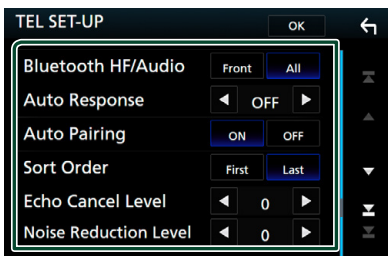 TEL SET-UP OK
Bluetooth HF/Audio Front All
Auto Response OFF
Auto Pairing ON OFF
Sort Order First Last
Echo Cancel Level 0
Noise Reduction Level 0